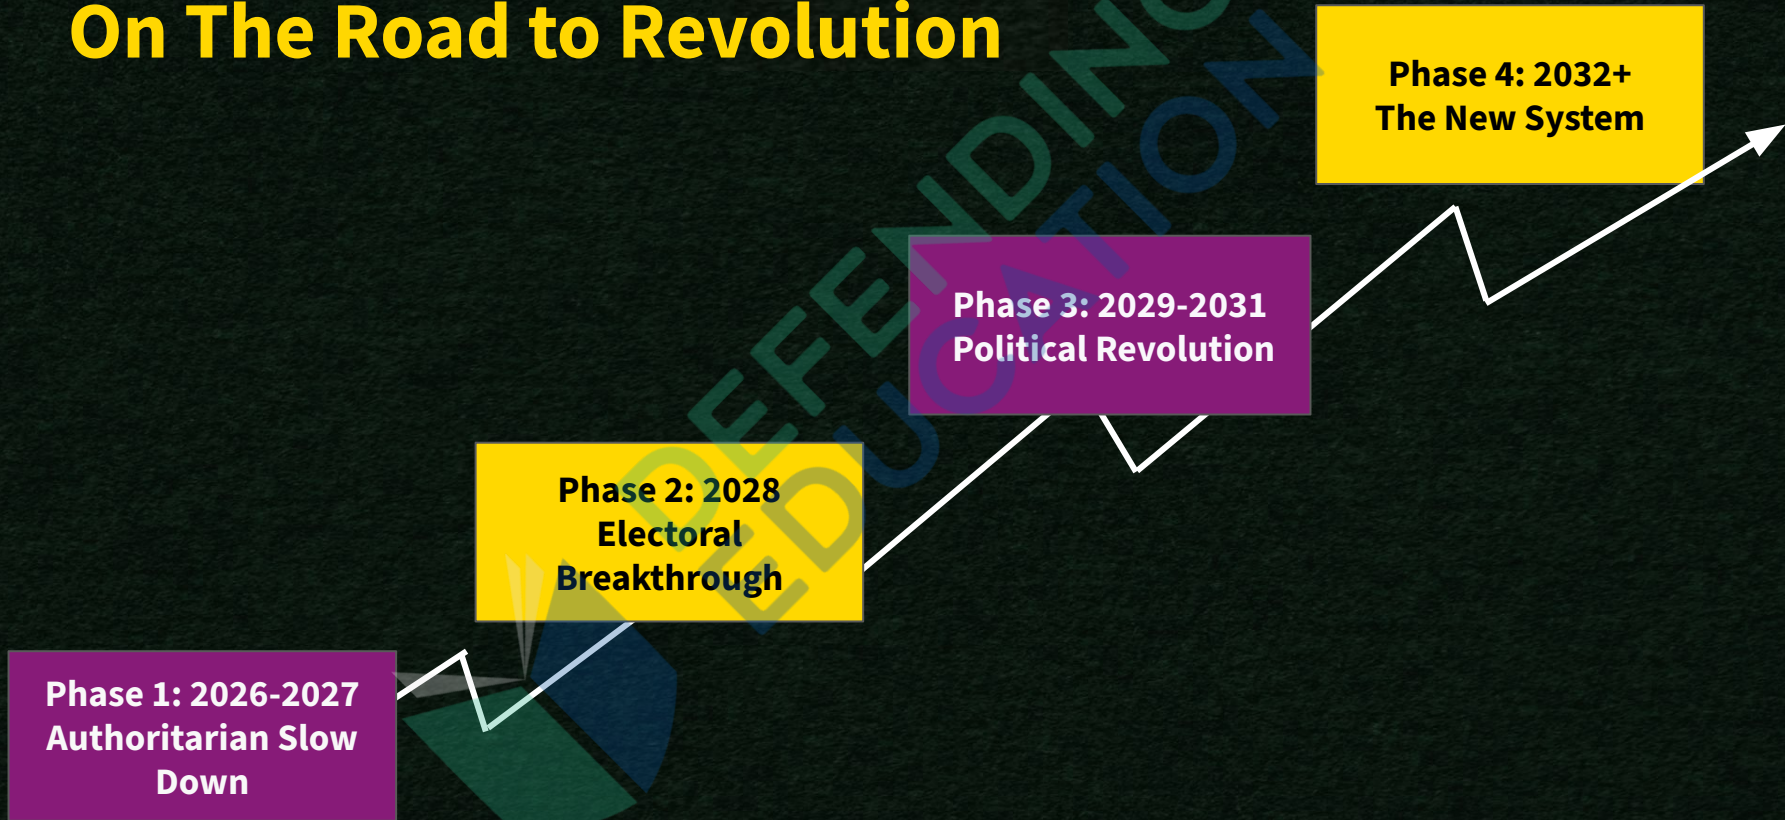 On The Road to Revolution
Phase 4: 2032+
The New System
Phase 3: 2029-2031
Political Revolution
Phase 2: 2028
Electoral
Breakthrough
Phase 1: 2026-2027
Authoritarian Slow
Down
DEFENDING
EDUCATION